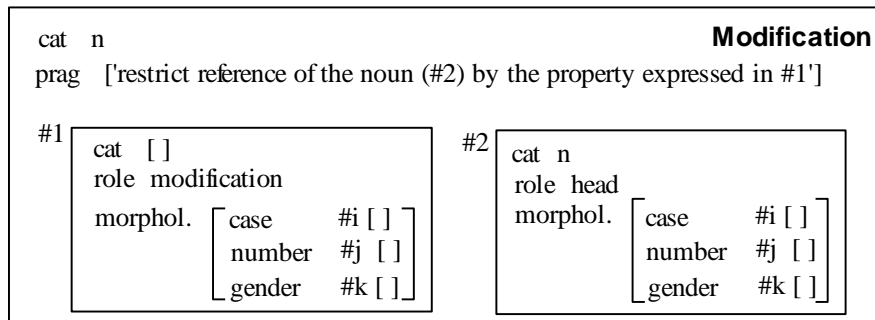 cat n Modification
prag ['restrict reference of the noun (#2) by the property expressed in #1']
#1
cat [ ]
role modification
morphol. case #i [ ]
number #j [ ]
gender #k [ ]
#2
cat n
role head
morphol. case #i [ ]
number #j [ ]
gender #k [ ]